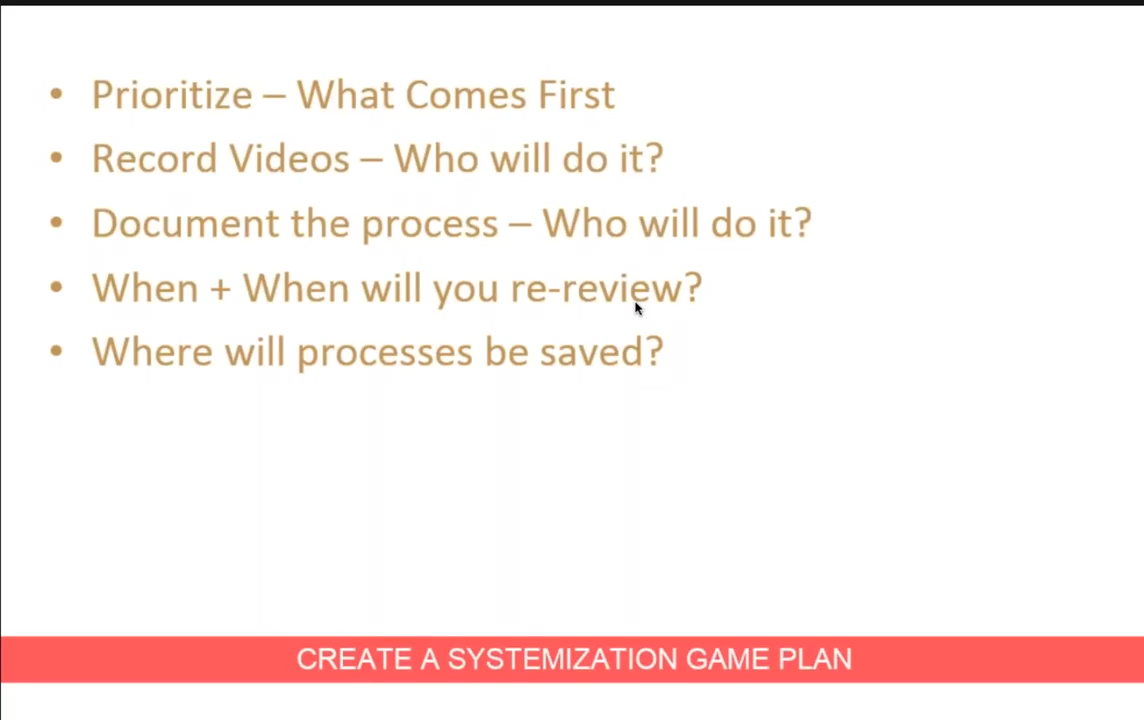 • Prioritize – What Comes First
• Record Videos – Who will do it?
• Document the process – Who will do it?
• When + When will you re-review?
• Where will processes be saved?
CREATE A SYSTEMIZATION GAME PLAN